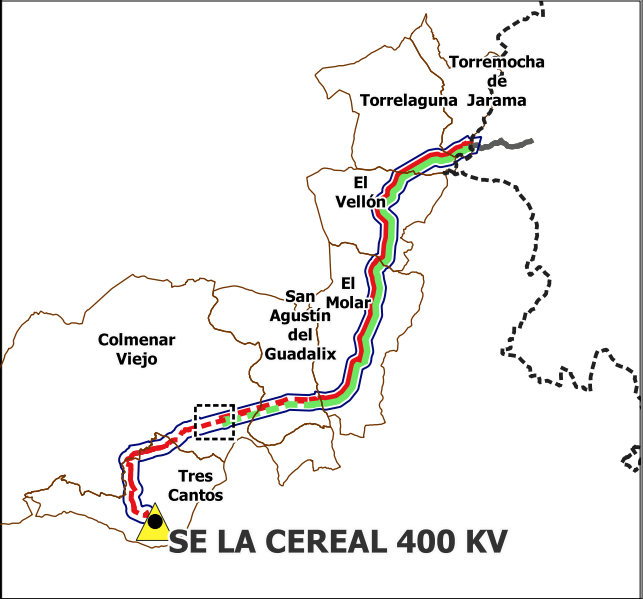 Torremocha
de
Torrelaguna Jarama
El
Vellón
El
Molar
San
Agustín
del
Guadalix
Colmenar
Viejo
Tres
Cantos
SE LA CEREAL 400 KV